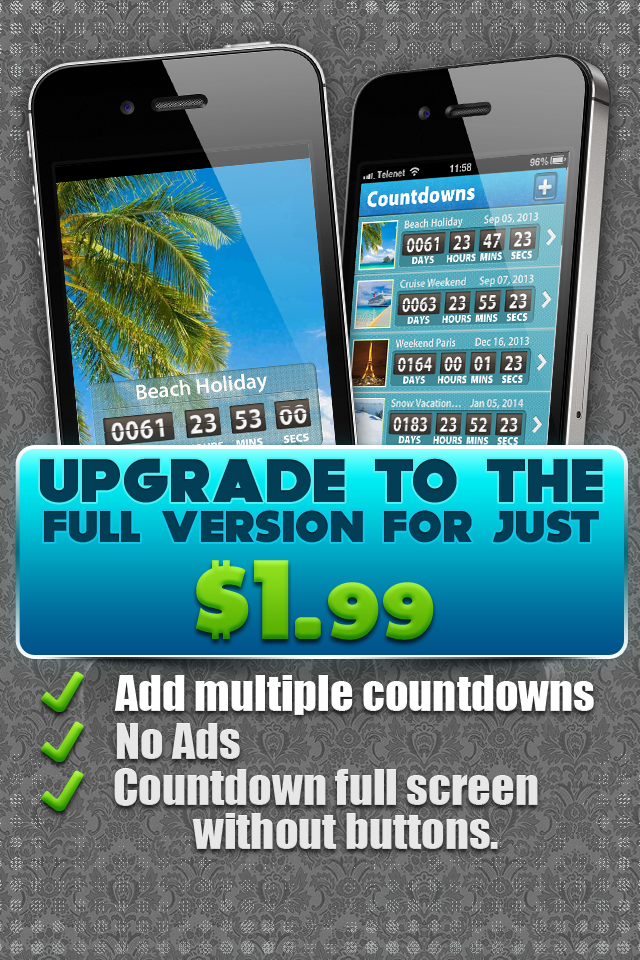 Telenet 11:58 96%
Countdowns +
Beach Holiday Sep 05, 2013
0061 23 47 23
DAYS HOURS MINS SECS
Cruise Weekend Sep 07, 2013
0063 23 55 23
DAYS HOURS MINS SECS
Weekend Paris Dec 16, 2013
0164 00 01 23
DAYS HOURS MINS SECS
Snow Vacation... Jan 05, 2014
0183 23 52 23
DAYS HOURS MINS SECS
Beach Holiday
0061 23 53 00
MINS SECS
UPGRADE TO THE
FULL VERSION FOR JUST
$1.99
Add multiple countdowns
No Ads
Countdown full screen
without buttons.